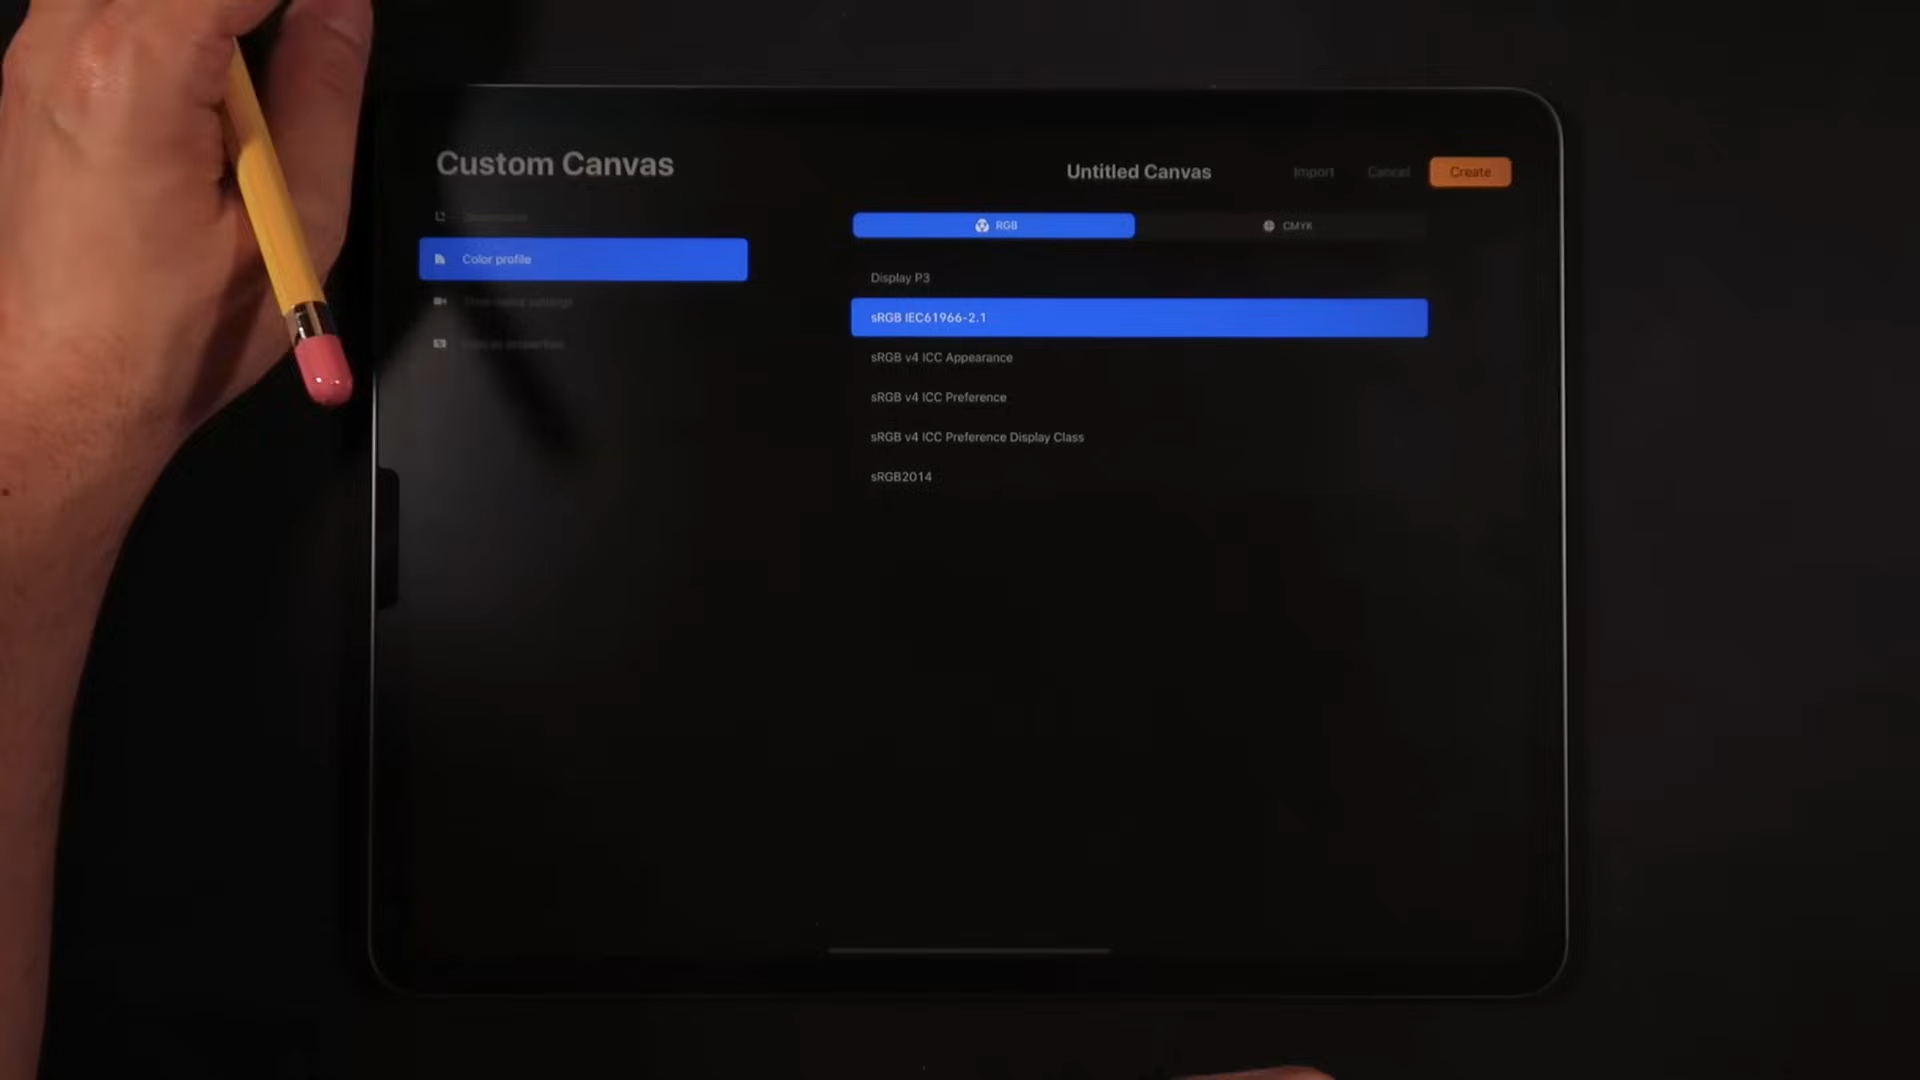 Custom Canvas
Untitled Canvas
Import
Cancel
Create
RGB
CMYK
Color profile
Display P3
sRGB IEC61966-2.1
sRGB v4 ICC Appearance
sRGB v4 ICC Preference
sRGB v4 ICC Preference Display Class
sRGB2014